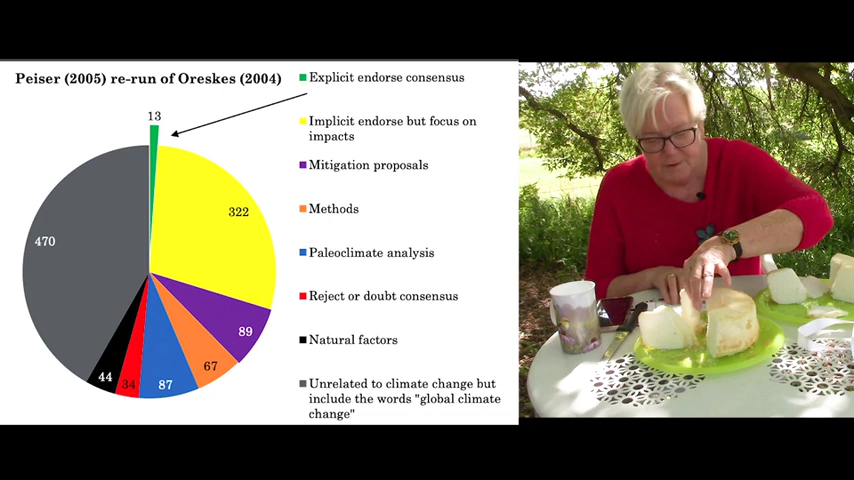 Peiser (2005) re-run of Oreskes (2004)
Explicit endorse consensus
13
Implicit endorse but focus on
impacts
Mitigation proposals
322
Methods
470
Paleoclimate analysis
Reject or doubt consensus
89
Natural factors
67
44
34
87
Unrelated to climate change but
include the words "global climate
change"